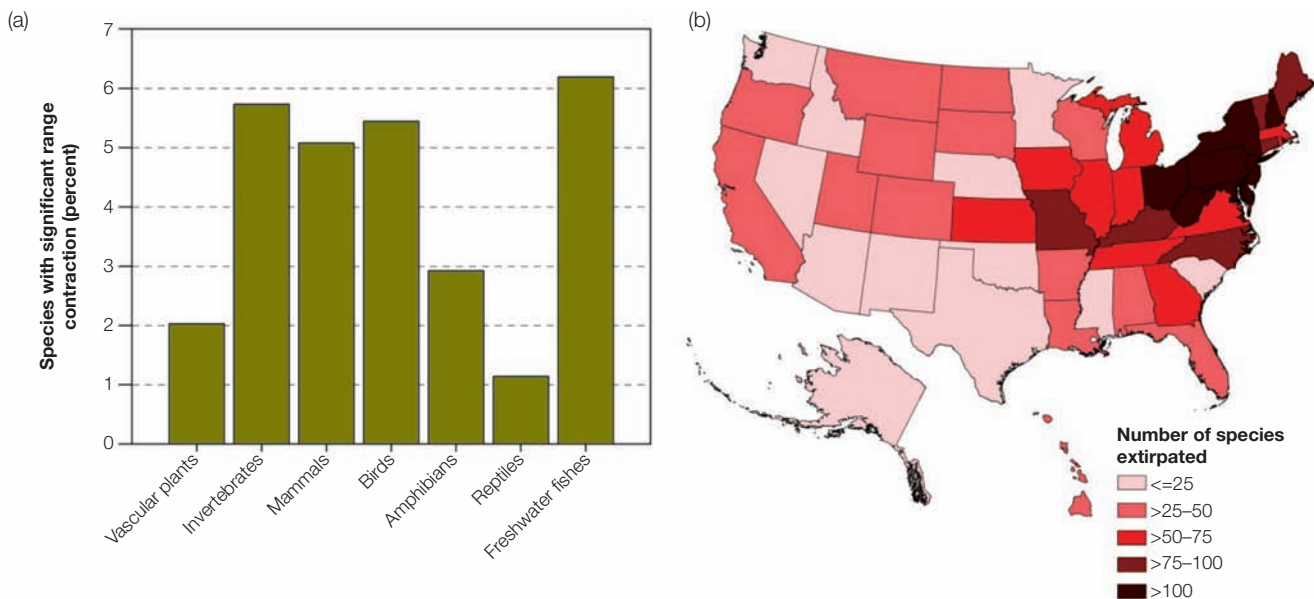 (a)
7
6
5
4
3
2
1
0
Species with significant range
contraction (percent)
Vascular plants
Invertebrates
Mammals
Birds
Amphibians
Reptiles
Freshwater fishes
(b)
Number of species
extirpated
<=25
>25–50
>50–75
>75–100
>100